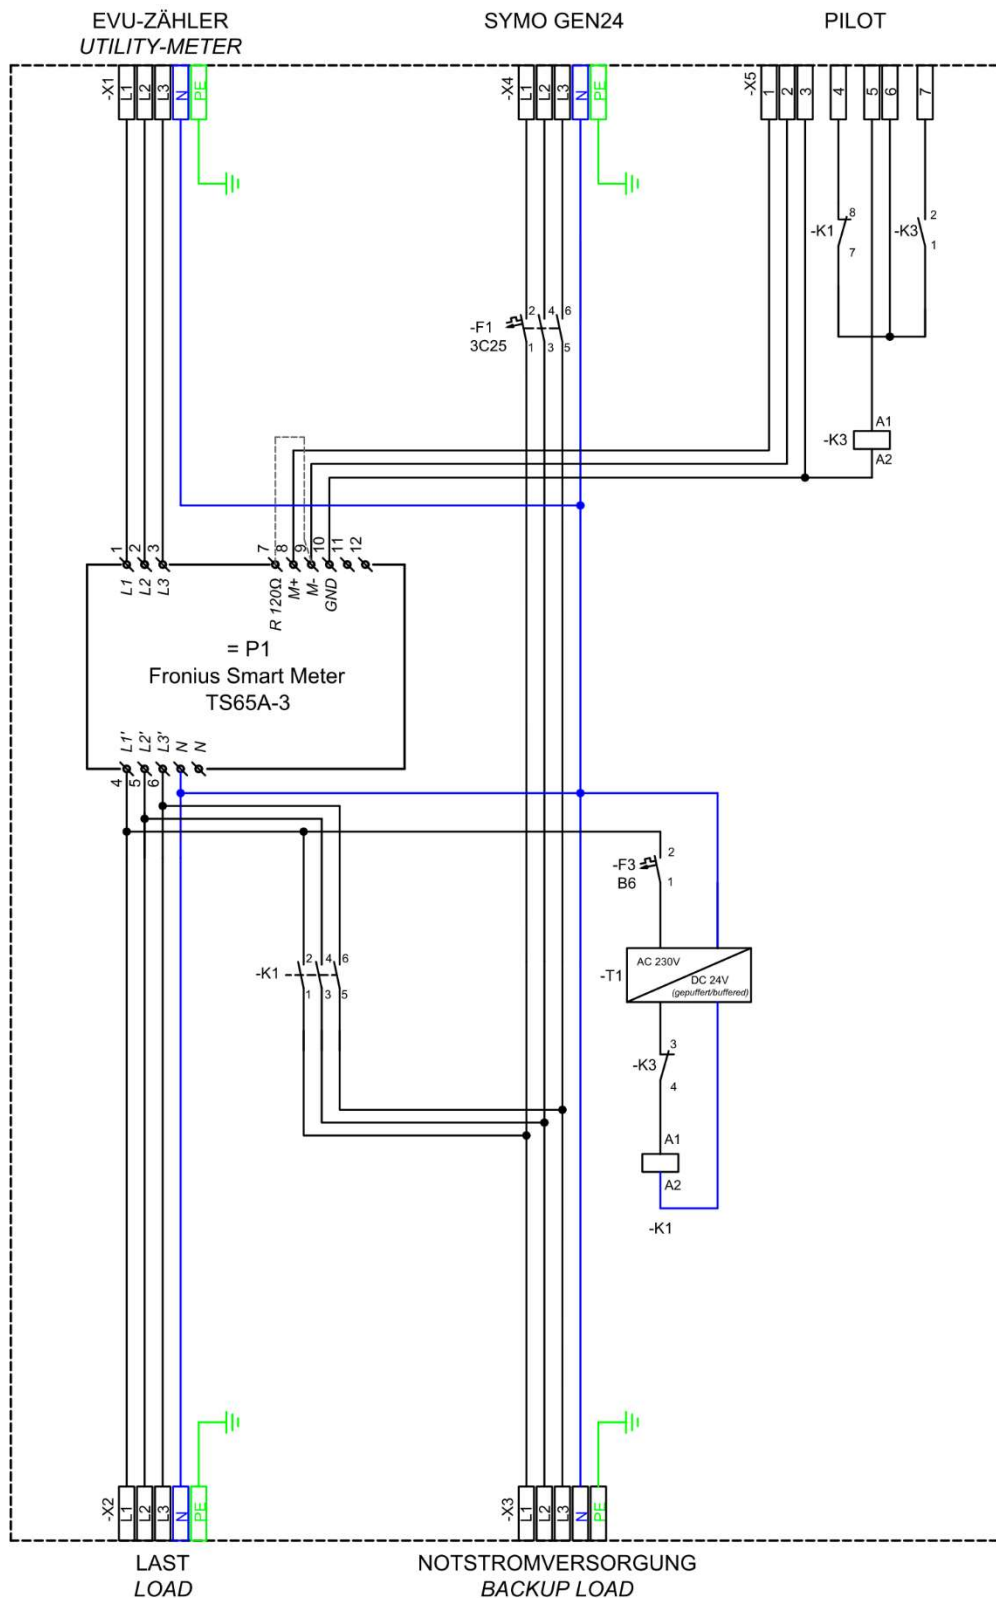 EVU-ZÄHLER
UTILITY-METER
SYMO GEN24
PILOT
-X1
L1
L2
L3
N
PE
-X4
L1
L2
L3
N
PE
-X5
1
2
3
4
5
6
7
-K1
8
7
-K3
2
1
-F1
3C25
2
4
6
1
3
5
-K3
A1
A2
1
2
3
7
8
9
10
11
12
L1
L2
L3
R 120Ω
M+
M-
GND
= P1
Fronius Smart Meter
TS65A-3
L1'
L2'
L3'
N
N
4
5
6
-F3
B6
2
1
-K1
2
4
6
1
3
5
-T1
AC 230V
DC 24V
(gepuffert/buffered)
-K3
3
4
A1
A2
-K1
-X2
L1
L2
L3
N
PE
-X3
L1
L2
L3
N
PE
LAST
LOAD
NOTSTROMVERSORGUNG
BACKUP LOAD